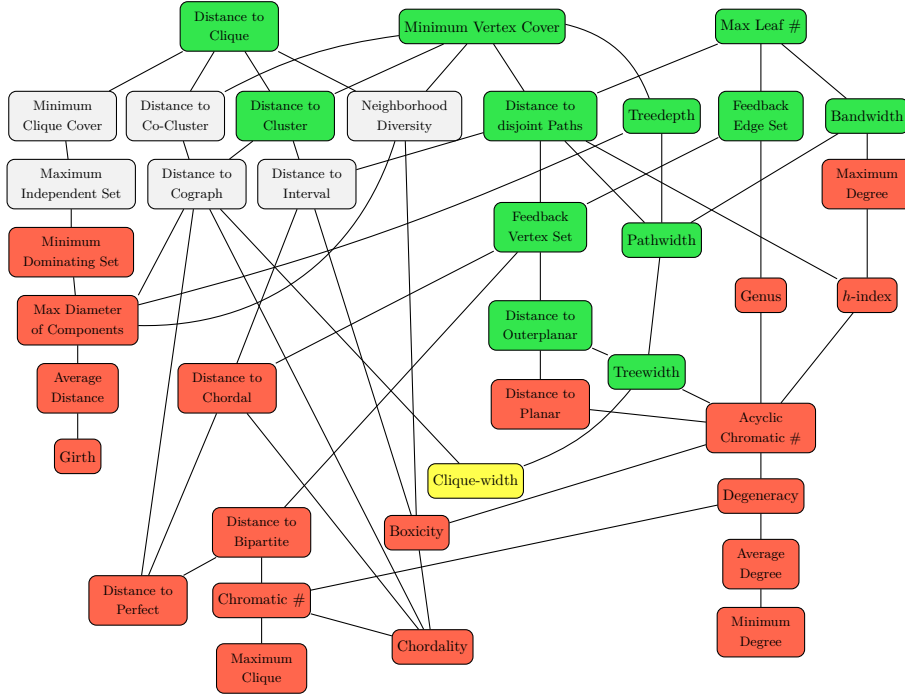 Distance to
Clique
Minimum Vertex Cover
Max Leaf #
Minimum
Clique Cover
Distance to
Co-Cluster
Distance to
Cluster
Neighborhood
Diversity
Distance to
disjoint Paths
Treedepth
Feedback
Edge Set
Bandwidth
Maximum
Independent Set
Distance to
Cograph
Distance to
Interval
Maximum
Degree
Minimum
Dominating Set
Feedback
Vertex Set
Pathwidth
Max Diameter
of Components
Genus
h-index
Distance to
Outerplanar
Average
Distance
Distance to
Chordal
Treewidth
Distance to
Planar
Acyclic
Chromatic #
Girth
Clique-width
Degeneracy
Distance to
Bipartite
Boxicity
Average
Degree
Distance to
Perfect
Chromatic #
Minimum
Degree
Chordality
Maximum
Clique